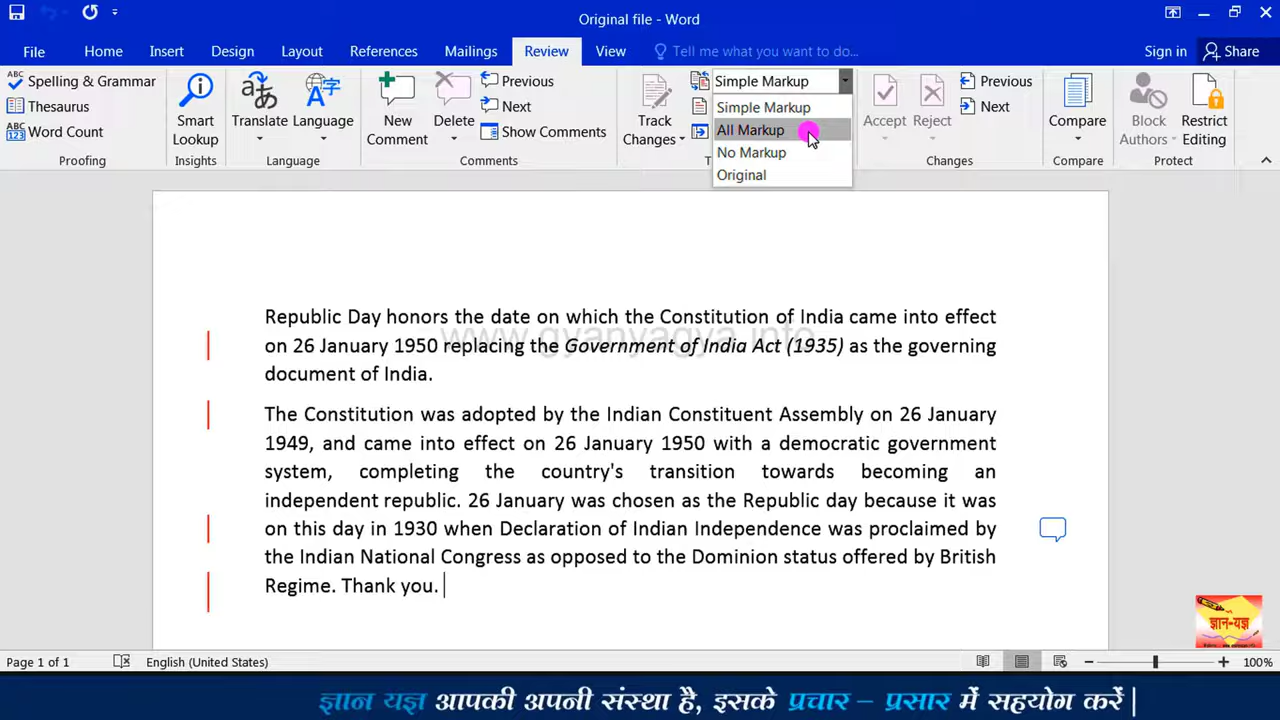 Original file - Word
File Home Insert Design Layout References Mailings Review View Tell me what you want to do... Sign in Share
ABC Spelling & Grammar
Thesaurus
ABC 123 Word Count
Proofing
Smart Lookup
Insights
Translate Language
Language
New Comment
Delete
Previous
Next
Show Comments
Comments
Track Changes
Simple Markup
Simple Markup
All Markup
No Markup
Original
Accept Reject
Previous
Next
Changes
Compare
Compare
Block Authors
Restrict Editing
Protect
Republic Day honors the date on which the Constitution of India came into effect
on 26 January 1950 replacing the Government of India Act (1935) as the governing
document of India.
www.gyanyagya.info
The Constitution was adopted by the Indian Constituent Assembly on 26 January
1949, and came into effect on 26 January 1950 with a democratic government
system, completing the country's transition towards becoming an
independent republic. 26 January was chosen as the Republic day because it was
on this day in 1930 when Declaration of Indian Independence was proclaimed by
the Indian National Congress as opposed to the Dominion status offered by British
Regime. Thank you.
ज्ञान-यज्ञ
Page 1 of 1 English (United States) 100%
ज्ञान यज्ञ आपकी अपनी संस्था है, इसके प्रचार – प्रसार में सहयोग करें |